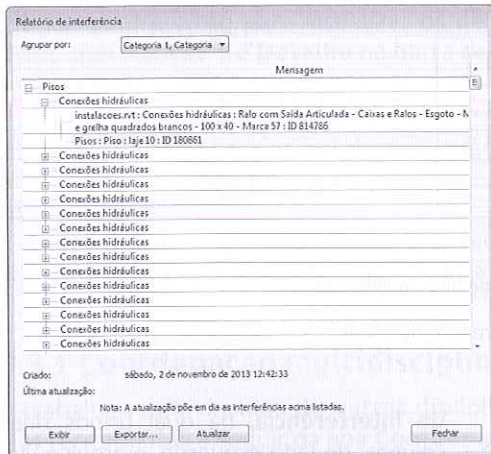 Relatório de interferência
Agrupar por: Categoria 1, Categoria
Mensagem
Pisos
Conexões hidráulicas
instalacoes.rvt : Conexões hidráulicas : Ralo com Saída Articulada - Caixas e Ralos - Esgoto - N
e grelha quadrados brancos - 100 x 40 - Marca 57 : ID 814786
Pisos : Piso : laje 10 : ID 180861
Conexões hidráulicas
Conexões hidráulicas
Conexões hidráulicas
Conexões hidráulicas
Conexões hidráulicas
Conexões hidráulicas
Conexões hidráulicas
Conexões hidráulicas
Conexões hidráulicas
Conexões hidráulicas
Conexões hidráulicas
Conexões hidráulicas
Conexões hidráulicas
Criado: sábado, 2 de novembro de 2013 12:42:33
Última atualização:
Nota: A atualização põe em dia as interferências acima listadas.
Exibir Exportar... Atualizar Fechar